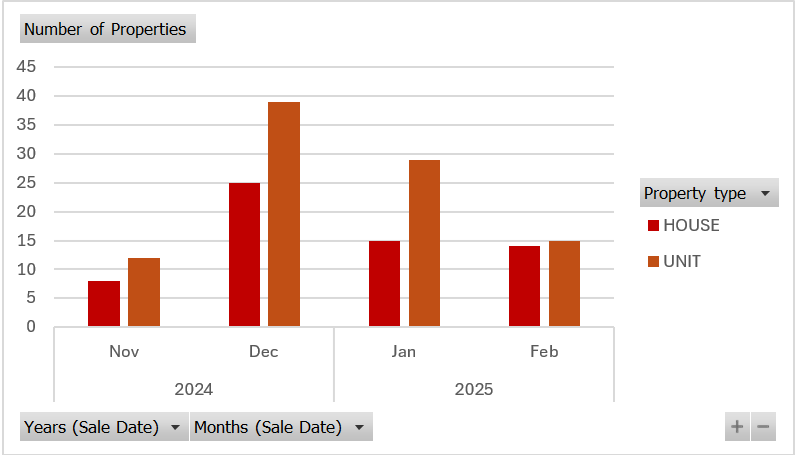 Number of Properties
45
40
35
30
25
20
15
10
5
0
Nov Dec Jan Feb
2024 2025
Property type
HOUSE
UNIT
Years (Sale Date) Months (Sale Date)
+ −